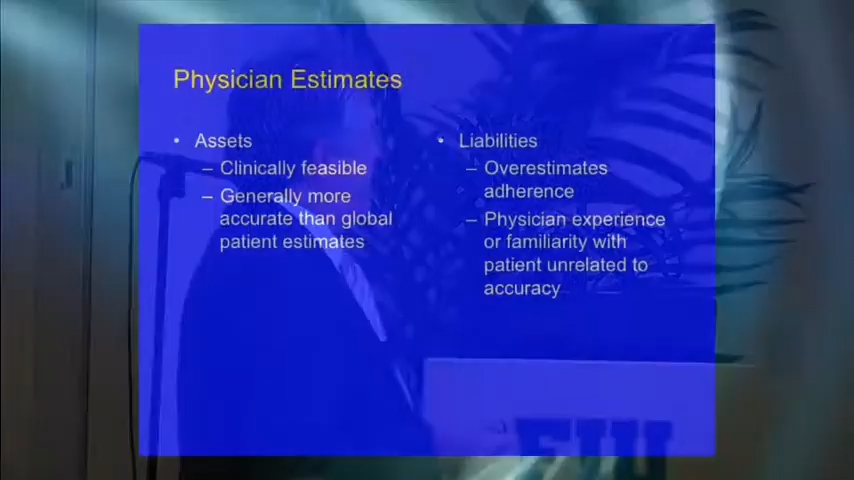 Physician Estimates
• Assets
– Clinically feasible
– Generally more
accurate than global
patient estimates
• Liabilities
– Overestimates
adherence
– Physician experience
or familiarity with
patient unrelated to
accuracy
FIU